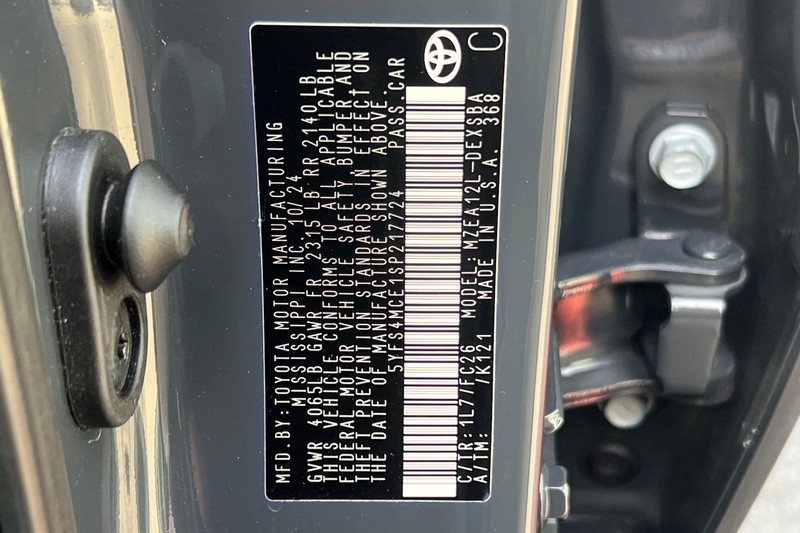 MFD.BY:TOYOTA MOTOR MANUFACTURING
MISSISSIPPI INC. 10/24
GVWR 4065LB GAWR FR 2315 LB RR 2140 LB
THIS VEHICLE CONFORMS TO ALL APPLICABLE
FEDERAL MOTOR VEHICLE SAFETY BUMPER AND
THEFT PREVENTION STANDARDS IN EFFECT ON
THE DATE OF MANUFACTURE SHOWN ABOVE.
5YFS4MCE1SP217724 PASS.CAR
C/TR:1L7/FC26 MODEL:MZEA12L-DEXSBA
A/TM: /K121 MADE IN U.S.A. 368
C